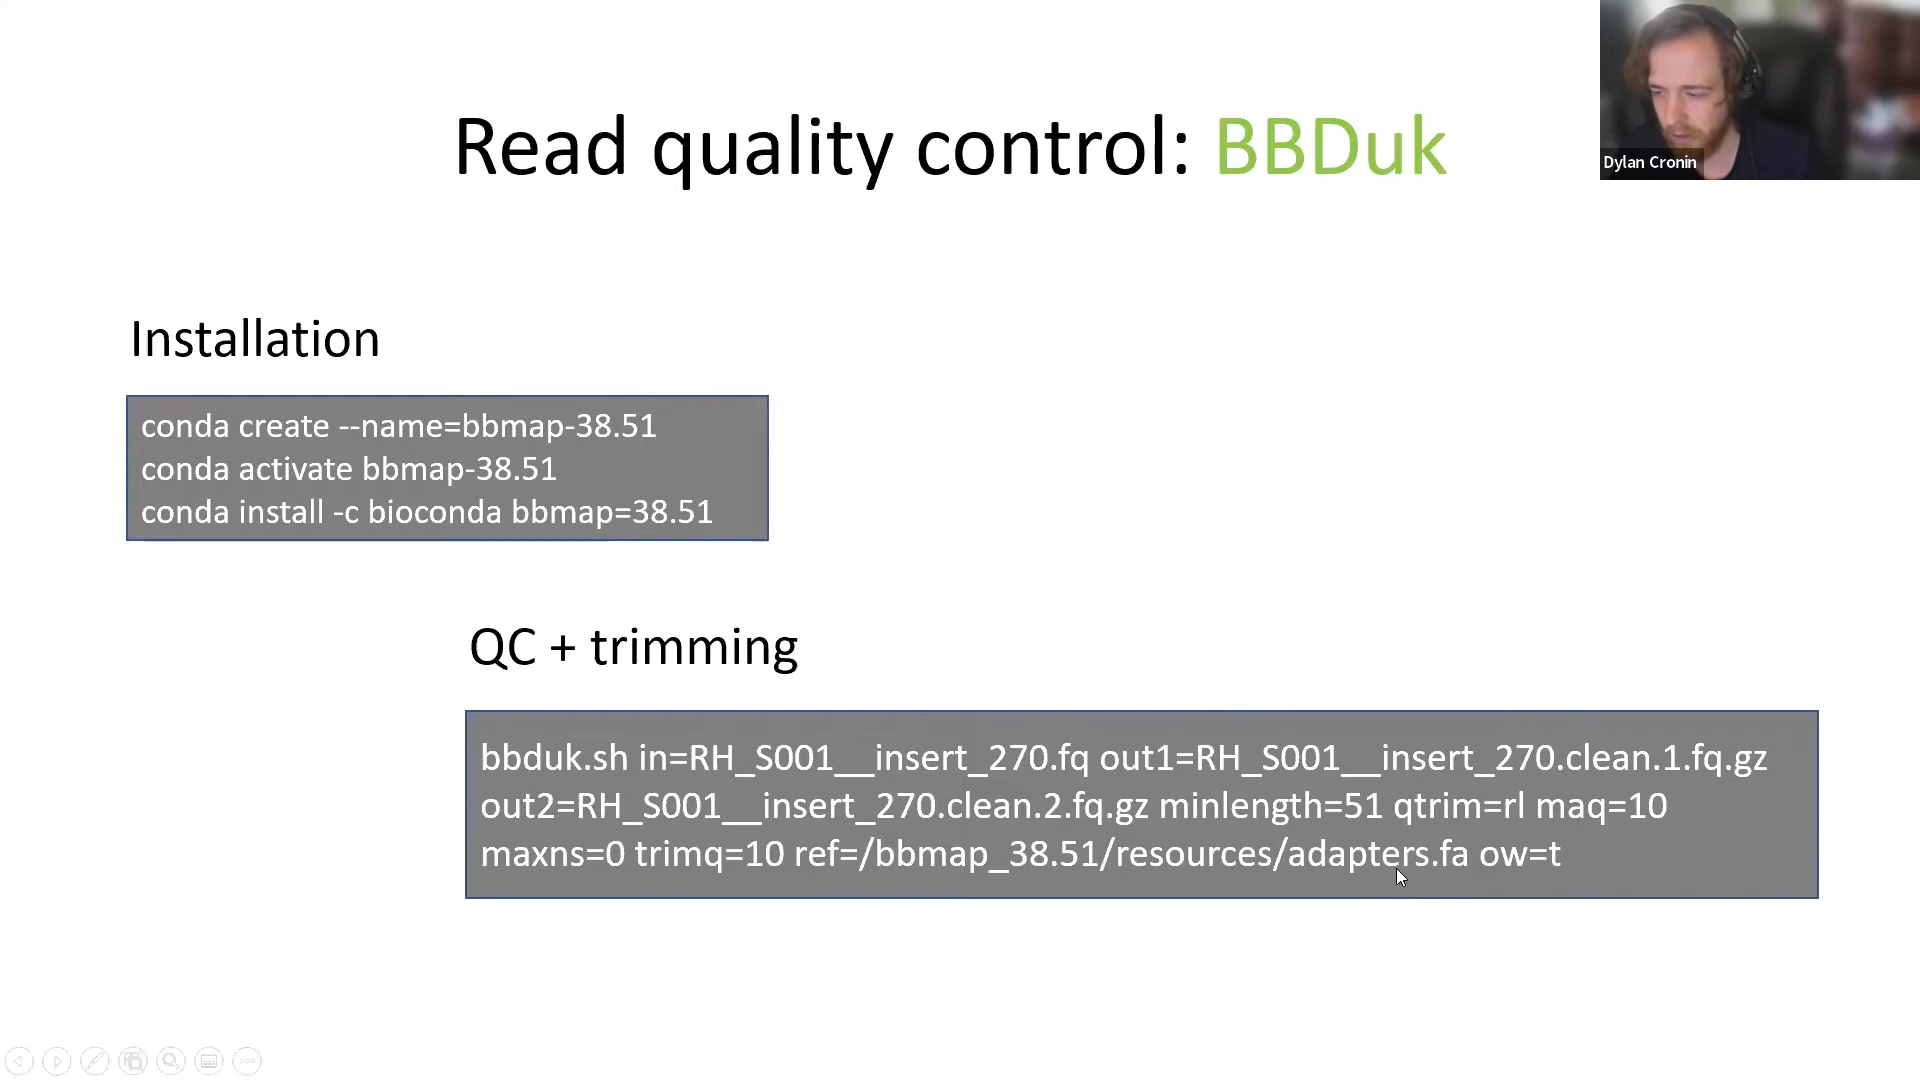 Read quality control: BBDuk
Dylan Cronin
Installation
conda create --name=bbmap-38.51
conda activate bbmap-38.51
conda install -c bioconda bbmap=38.51
QC + trimming
bbduk.sh in=RH_S001__insert_270.fq out1=RH_S001__insert_270.clean.1.fq.gz
out2=RH_S001__insert_270.clean.2.fq.gz minlength=51 qtrim=rl maq=10
maxns=0 trimq=10 ref=/bbmap_38.51/resources/adapters.fa ow=t